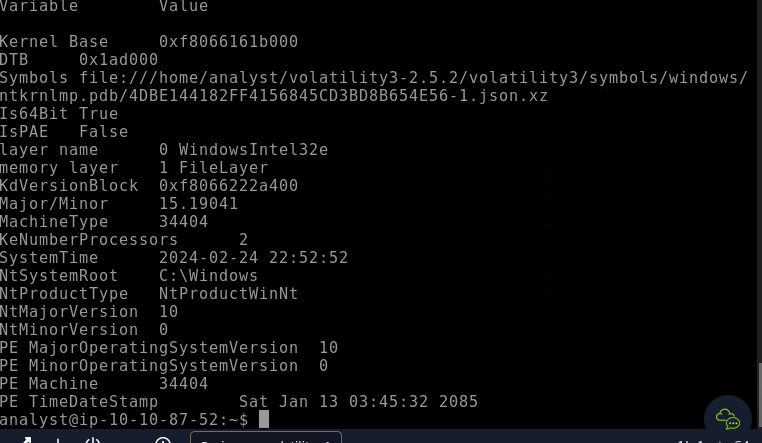 Variable Value
Kernel Base 0xf8066161b000
DTB 0x1ad000
Symbols file:///home/analyst/volatility3-2.5.2/volatility3/symbols/windows/
ntkrnlmp.pdb/4DBE144182FF4156845CD3BD8B654E56-1.json.xz
Is64Bit True
IsPAE False
layer name 0 WindowsIntel32e
memory layer 1 FileLayer
KdVersionBlock 0xf8066222a400
Major/Minor 15.19041
MachineType 34404
KeNumberProcessors 2
SystemTime 2024-02-24 22:52:52
NtSystemRoot C:\Windows
NtProductType NtProductWinNt
NtMajorVersion 10
NtMinorVersion 0
PE MajorOperatingSystemVersion 10
PE MinorOperatingSystemVersion 0
PE Machine 34404
PE TimeDateStamp Sat Jan 13 03:45:32 2085
analyst@ip-10-10-87-52:~$